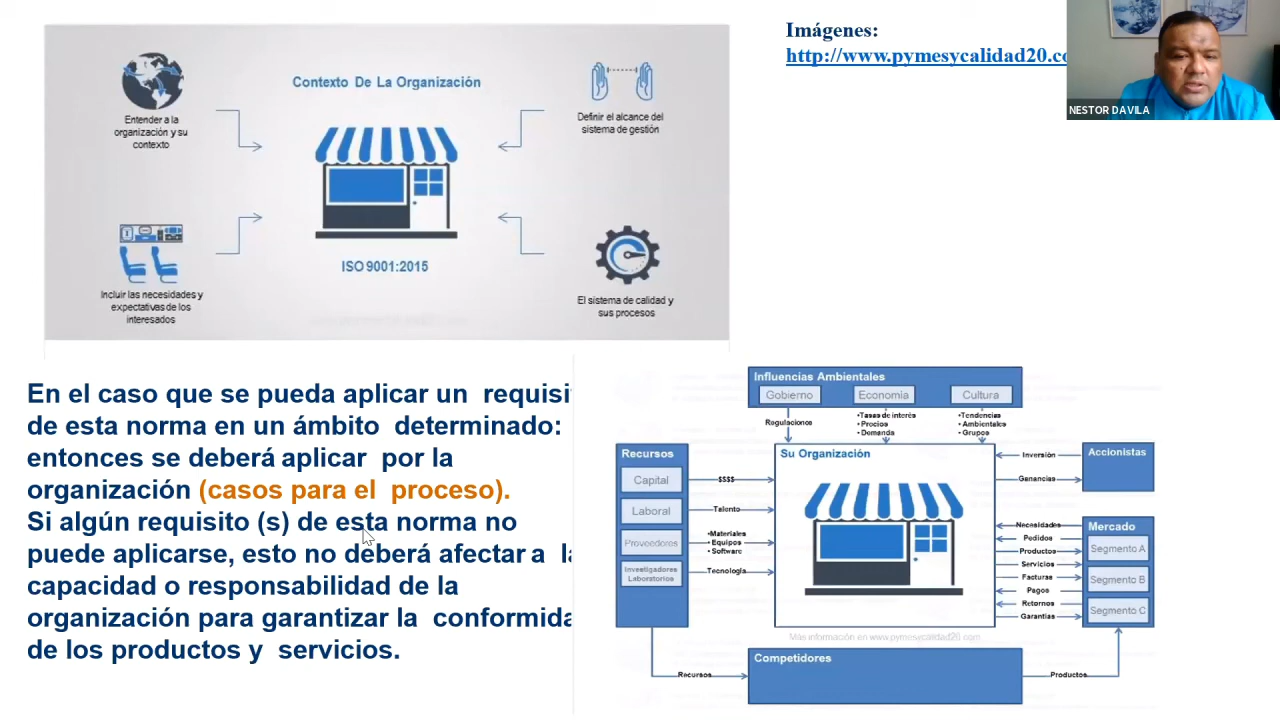 Imágenes:
http://www.pymesycalidad20.co
NESTOR DAVILA
Contexto De La Organización
Entender a la
organización y su
contexto
Definir el alcance del
sistema de gestión
Incluir las necesidades y
expectativas de los
interesados
ISO 9001:2015
El sistema de calidad y
sus procesos
En el caso que se pueda aplicar un requisi
de esta norma en un ámbito determinado:
entonces se deberá aplicar por la
organización (casos para el proceso).
Si algún requisito (s) de esta norma no
puede aplicarse, esto no deberá afectar a l
capacidad o responsabilidad de la
organización para garantizar la conformida
de los productos y servicios.
Influencias Ambientales
Gobierno
Economía
Cultura
Regulaciones
•Tasas de interés
•Precios
•Demanda
•Tendencias
•Ambientales
•Grupos
Recursos
Capital
Laboral
Proveedores
Investigadores
Laboratorios
$$$$
Talento
•Materiales
•Equipos
•Software
Tecnología
Su Organización
Más información en www.pymesycalidad20.com
Inversión
Ganancias
Accionistas
Necesidades
Pedidos
Productos
Servicios
Facturas
Pagos
Retornos
Garantías
Mercado
Segmento A
Segmento B
Segmento C
Recursos
Competidores
Productos